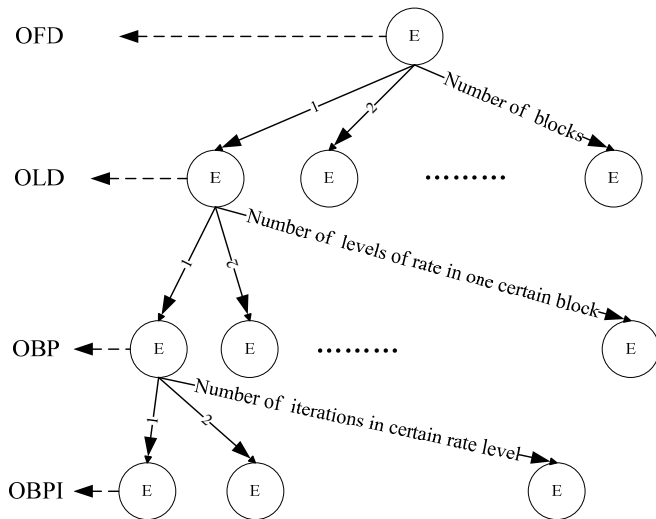 OFD
E
1
2
Number of blocks
OLD
E
E
.........
E
1
2
Number of levels of rate in one certain block
OBP
E
E
.........
E
1
2
Number of iterations in certain rate level
OBPI
E
E
E